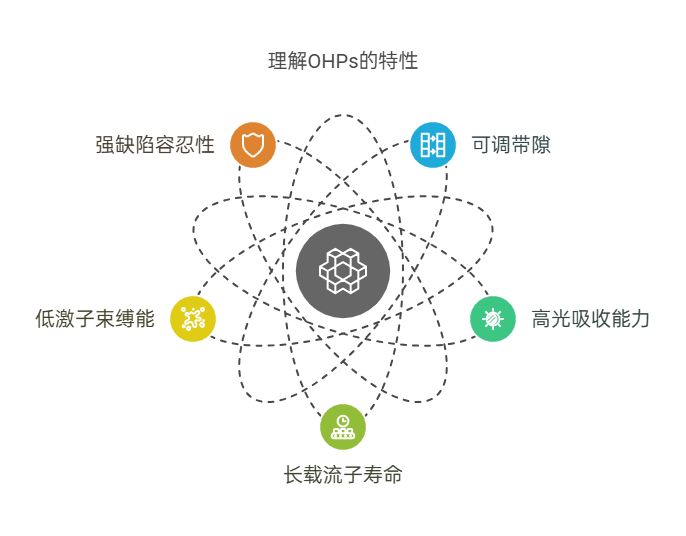 理解OHPs的特性
强缺陷容忍性
可调带隙
低激子束缚能
高光吸收能力
长载流子寿命